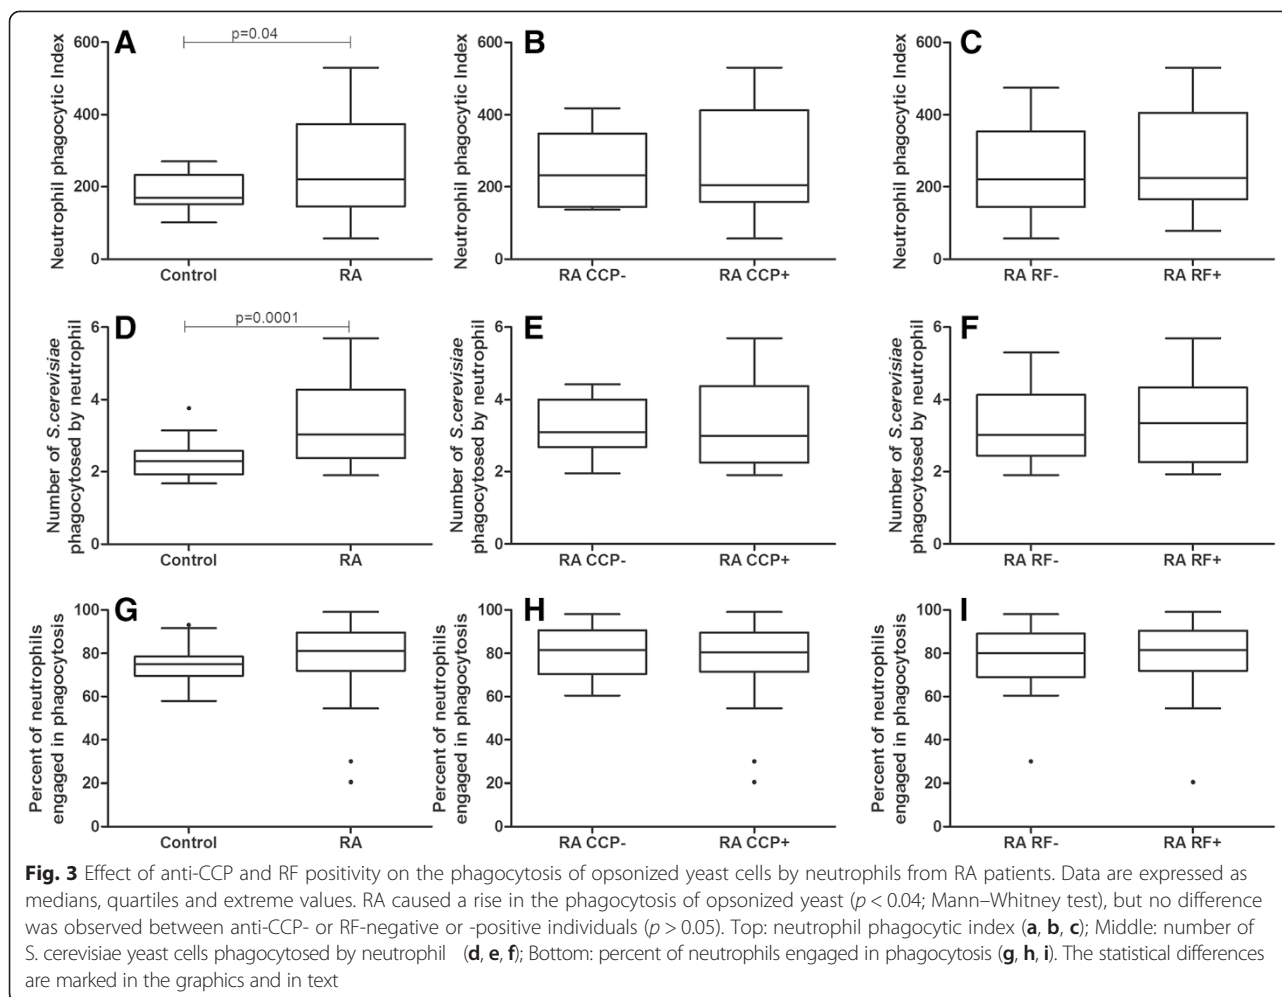 A
p=0.04
Neutrophil phagocytic Index
600
400
200
0
Control
RA
B
Neutrophil phagocytic Index
600
400
200
0
RA CCP-
RA CCP+
C
Neutrophil phagocytic Index
600
400
200
0
RA RF-
RA RF+
D
p=0.0001
Number of S.cerevisiae
phagocytosed by neutrophil
6
4
2
0
Control
RA
E
Number of S.cerevisiae
phagocytosed by neutrophil
6
4
2
0
RA CCP-
RA CCP+
F
Number of S.cerevisiae
phagocytosed by neutrophil
6
4
2
0
RA RF-
RA RF+
G
Percent of neutrophils
engaged in phagocytosis
100
80
60
40
20
0
Control
RA
H
Percent of neutrophils
engaged in phagocytosis
100
80
60
40
20
0
RA CCP-
RA CCP+
I
Percent of neutrophils
engaged in phagocytosis
100
80
60
40
20
0
RA RF-
RA RF+
Fig. 3 Effect of anti-CCP and RF positivity on the phagocytosis of opsonized yeast cells by neutrophils from RA patients. Data are expressed as
medians, quartiles and extreme values. RA caused a rise in the phagocytosis of opsonized yeast (p < 0.04; Mann–Whitney test), but no difference
was observed between anti-CCP- or RF-negative or -positive individuals (p > 0.05). Top: neutrophil phagocytic index (a, b, c); Middle: number of
S. cerevisiae yeast cells phagocytosed by neutrophil (d, e, f); Bottom: percent of neutrophils engaged in phagocytosis (g, h, i). The statistical differences
are marked in the graphics and in text